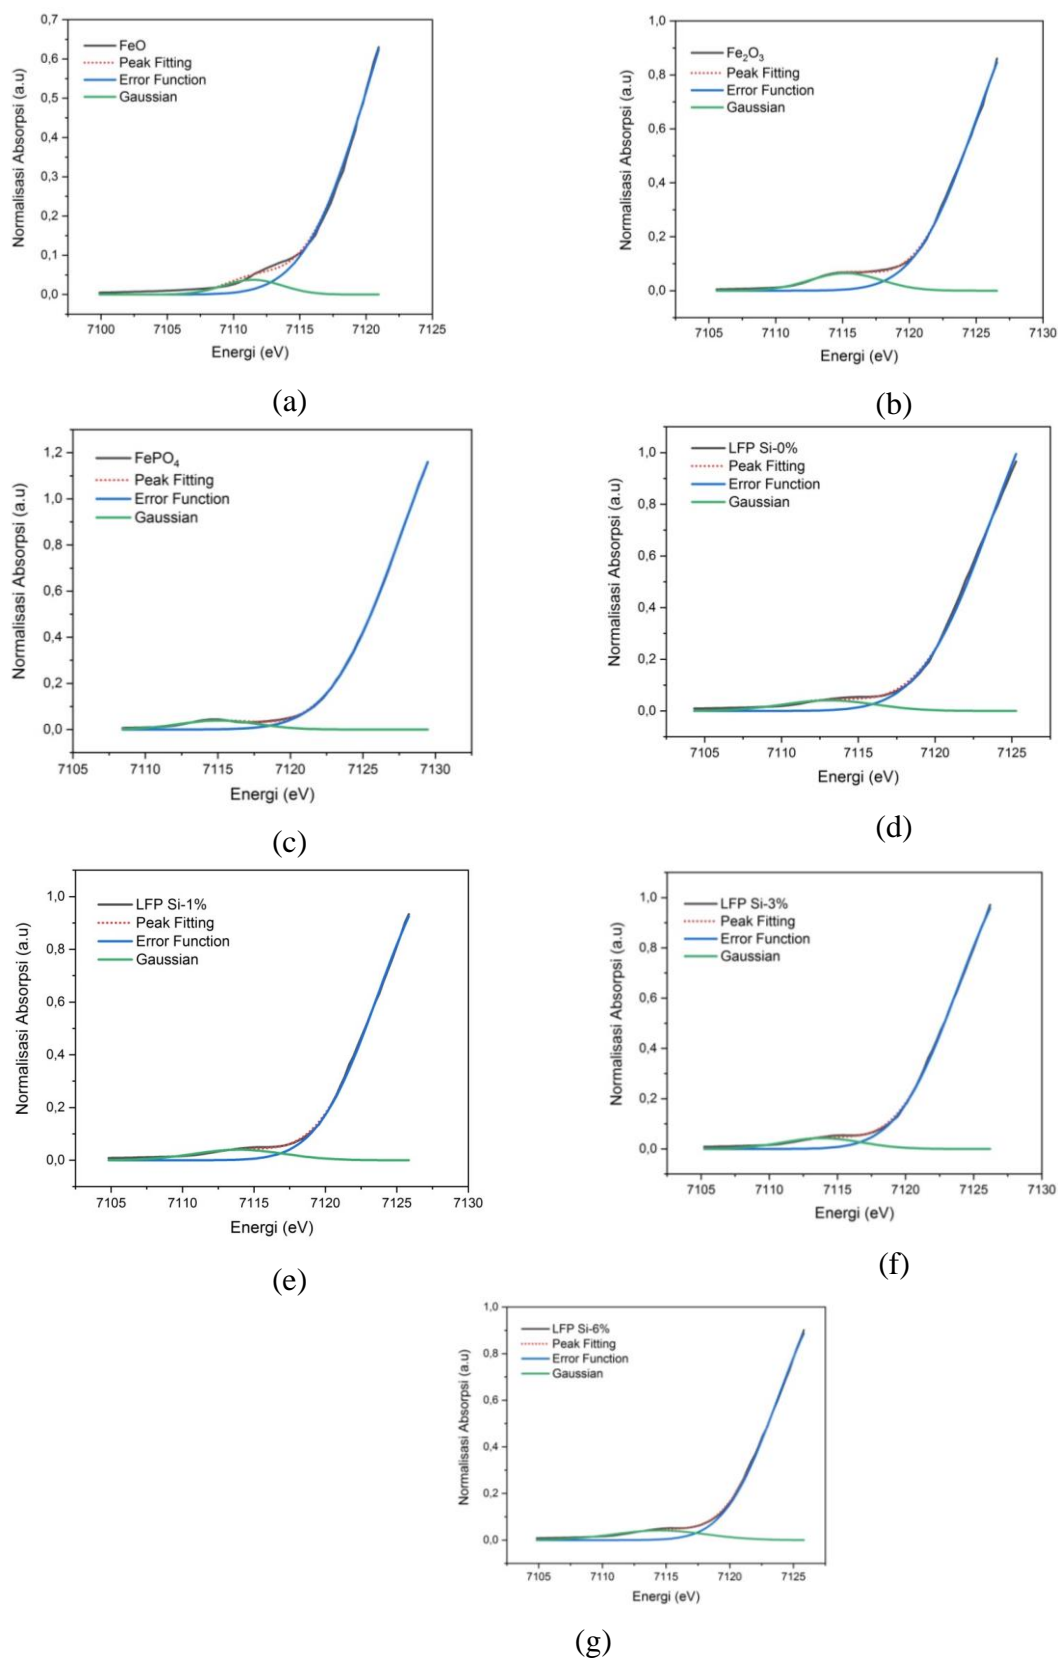 0,7
0,6
0,5
0,4
0,3
0,2
0,1
0,0
Normalisasi Absorpsi (a.u)
FeO
Peak Fitting
Error Function
Gaussian
7100 7105 7110 7115 7120 7125
Energi (eV)
(a)
1,0
0,8
0,6
0,4
0,2
0,0
Normalisasi Absorpsi (a.u)
Fe₂O₃
Peak Fitting
Error Function
Gaussian
7105 7110 7115 7120 7125 7130
Energi (eV)
(b)
1,2
1,0
0,8
0,6
0,4
0,2
0,0
Normalisasi Absorpsi (a.u)
FePO₄
Peak Fitting
Error Function
Gaussian
7105 7110 7115 7120 7125 7130
Energi (eV)
(c)
1,0
0,8
0,6
0,4
0,2
0,0
Normalisasi Absorpsi (a.u)
LFP Si-0%
Peak Fitting
Error Function
Gaussian
7105 7110 7115 7120 7125
Energi (eV)
(d)
1,0
0,8
0,6
0,4
0,2
0,0
Normalisasi Absorpsi (a.u)
LFP Si-1%
Peak Fitting
Error Function
Gaussian
7105 7110 7115 7120 7125 7130
Energi (eV)
(e)
1,0
0,8
0,6
0,4
0,2
0,0
Normalisasi Absorpsi (a.u)
LFP Si-3%
Peak Fitting
Error Function
Gaussian
7105 7110 7115 7120 7125 7130
Energi (eV)
(f)
1,0
0,8
0,6
0,4
0,2
0,0
Normalisasi Absorpsi (a.u)
LFP Si-6%
Peak Fitting
Error Function
Gaussian
7105 7110 7115 7120 7125
Energi (eV)
(g)